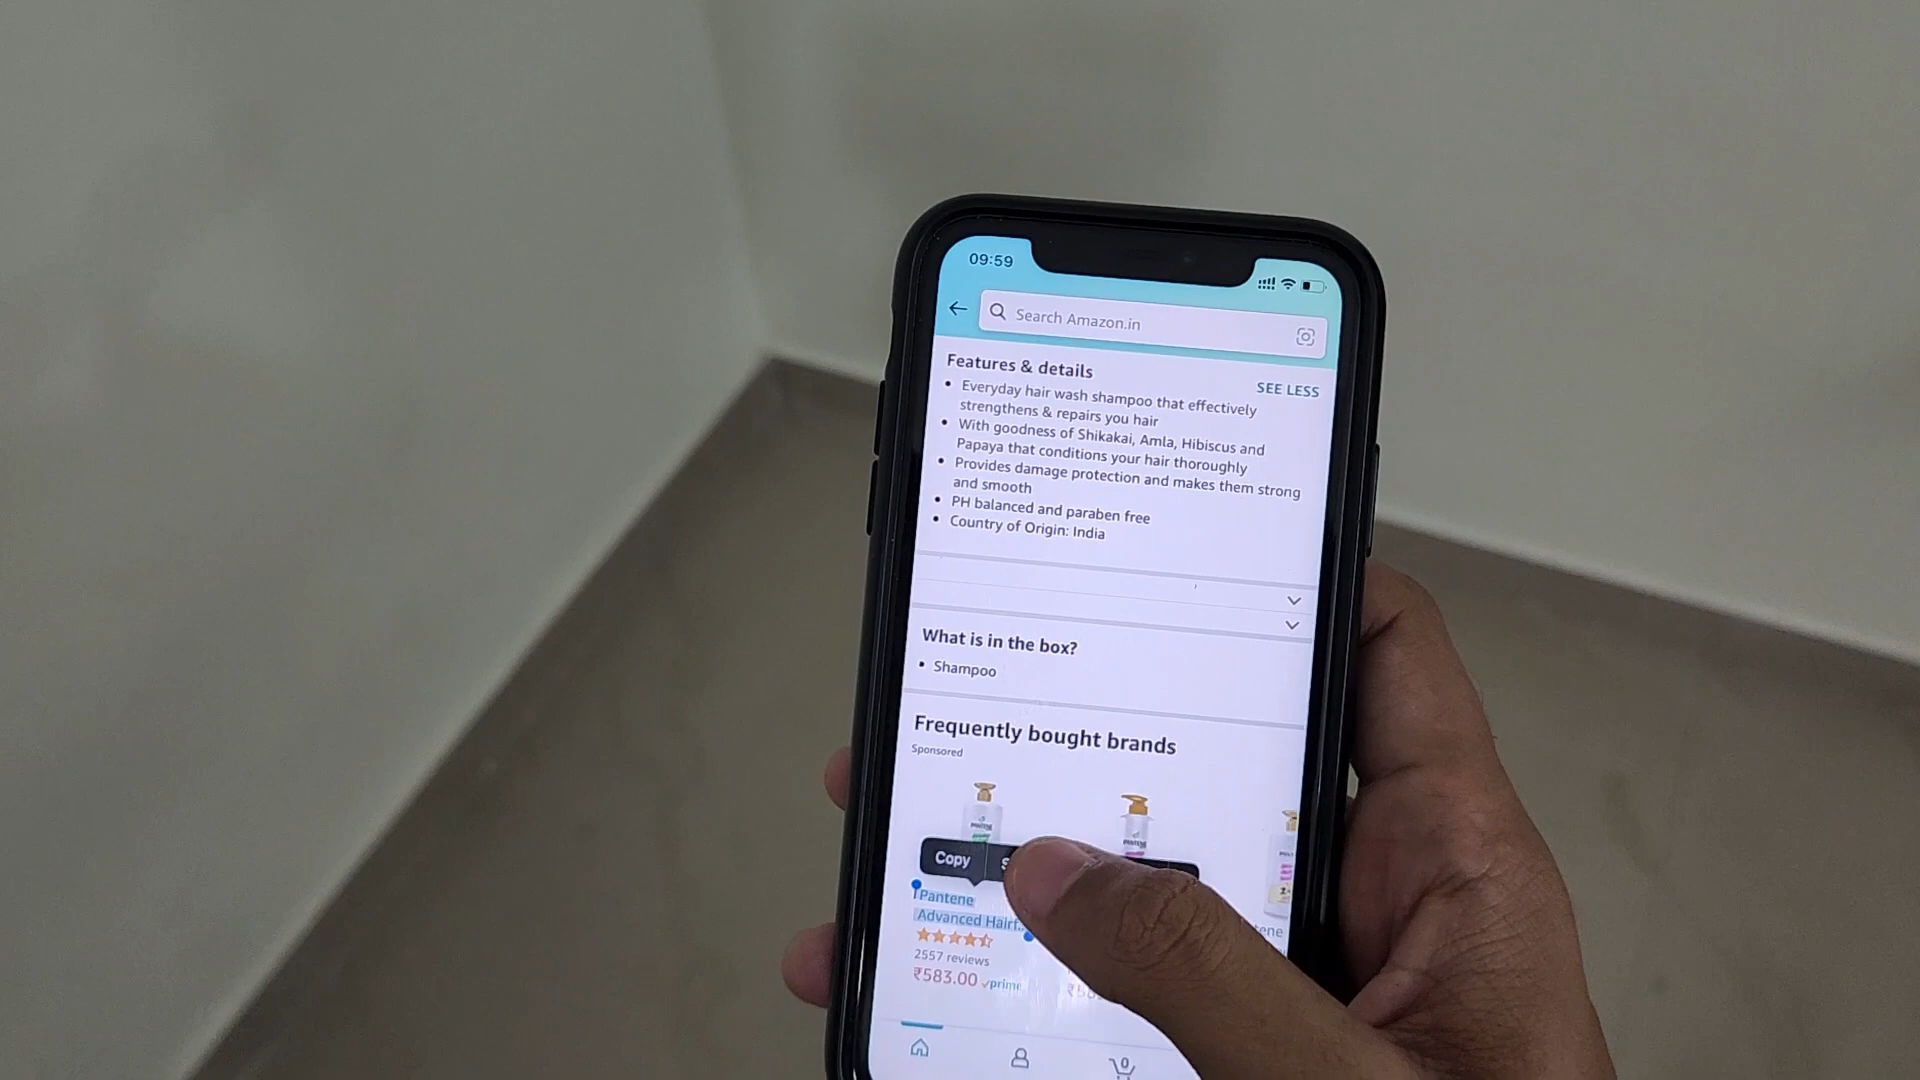 09:59
Search Amazon.in
Features & details
SEE LESS
Everyday hair wash shampoo that effectively
strengthens & repairs you hair
With goodness of Shikakai, Amla, Hibiscus and
Papaya that conditions your hair thoroughly
Provides damage protection and makes them strong
and smooth
PH balanced and paraben free
Country of Origin: India
What is in the box?
Shampoo
Frequently bought brands
Sponsored
PANTENE
PANTENE
Copy
Pantene
Advanced Hairf...
2557 reviews
₹583.00 prime
0